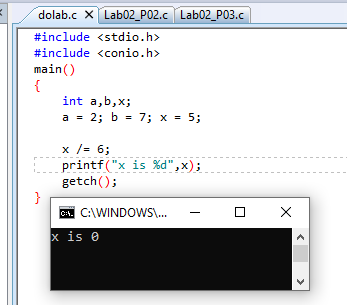 dolab.c Lab02_P02.c Lab02_P03.c
#include <stdio.h>
#include <conio.h>
main()
{
int a,b,x;
a = 2; b = 7; x = 5;
x /= 6;
printf("x is %d",x);
getch();
}
C:\WINDOWS\...
x is 0